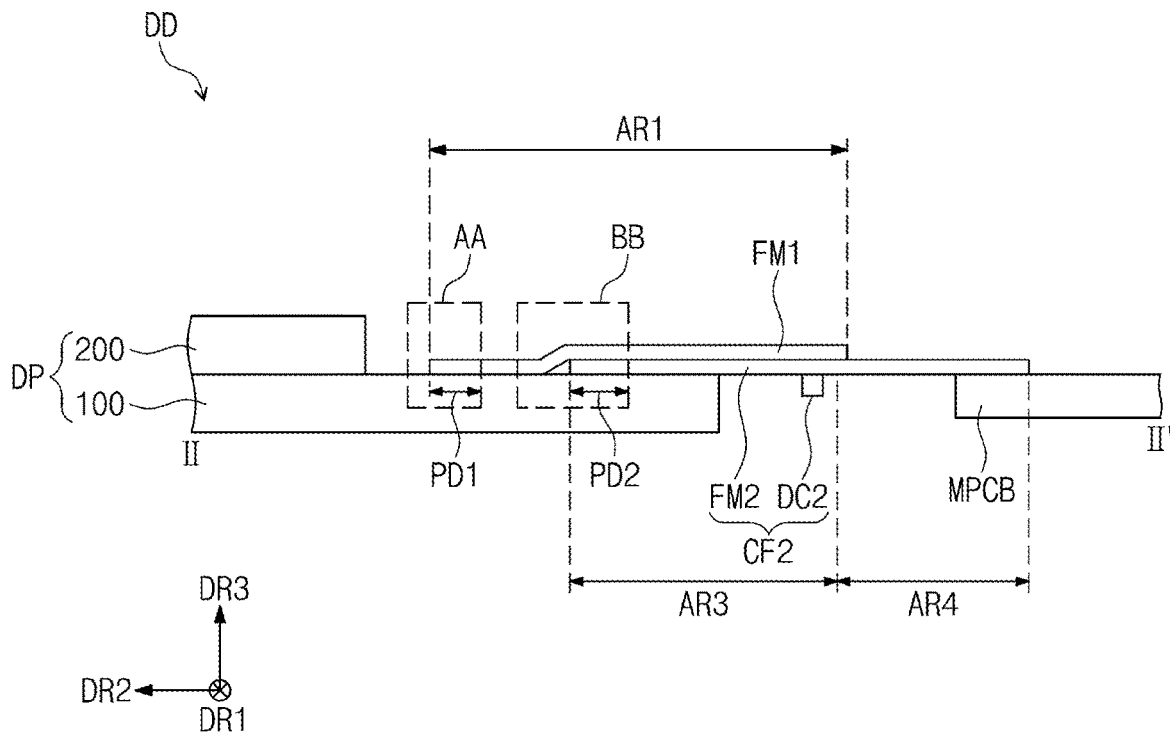 DD
AR1
AA
BB
FM1
DP
200
100
II
II'
PD1
PD2
FM2
DC2
MPCB
CF2
AR3
AR4
DR3
DR2
DR1